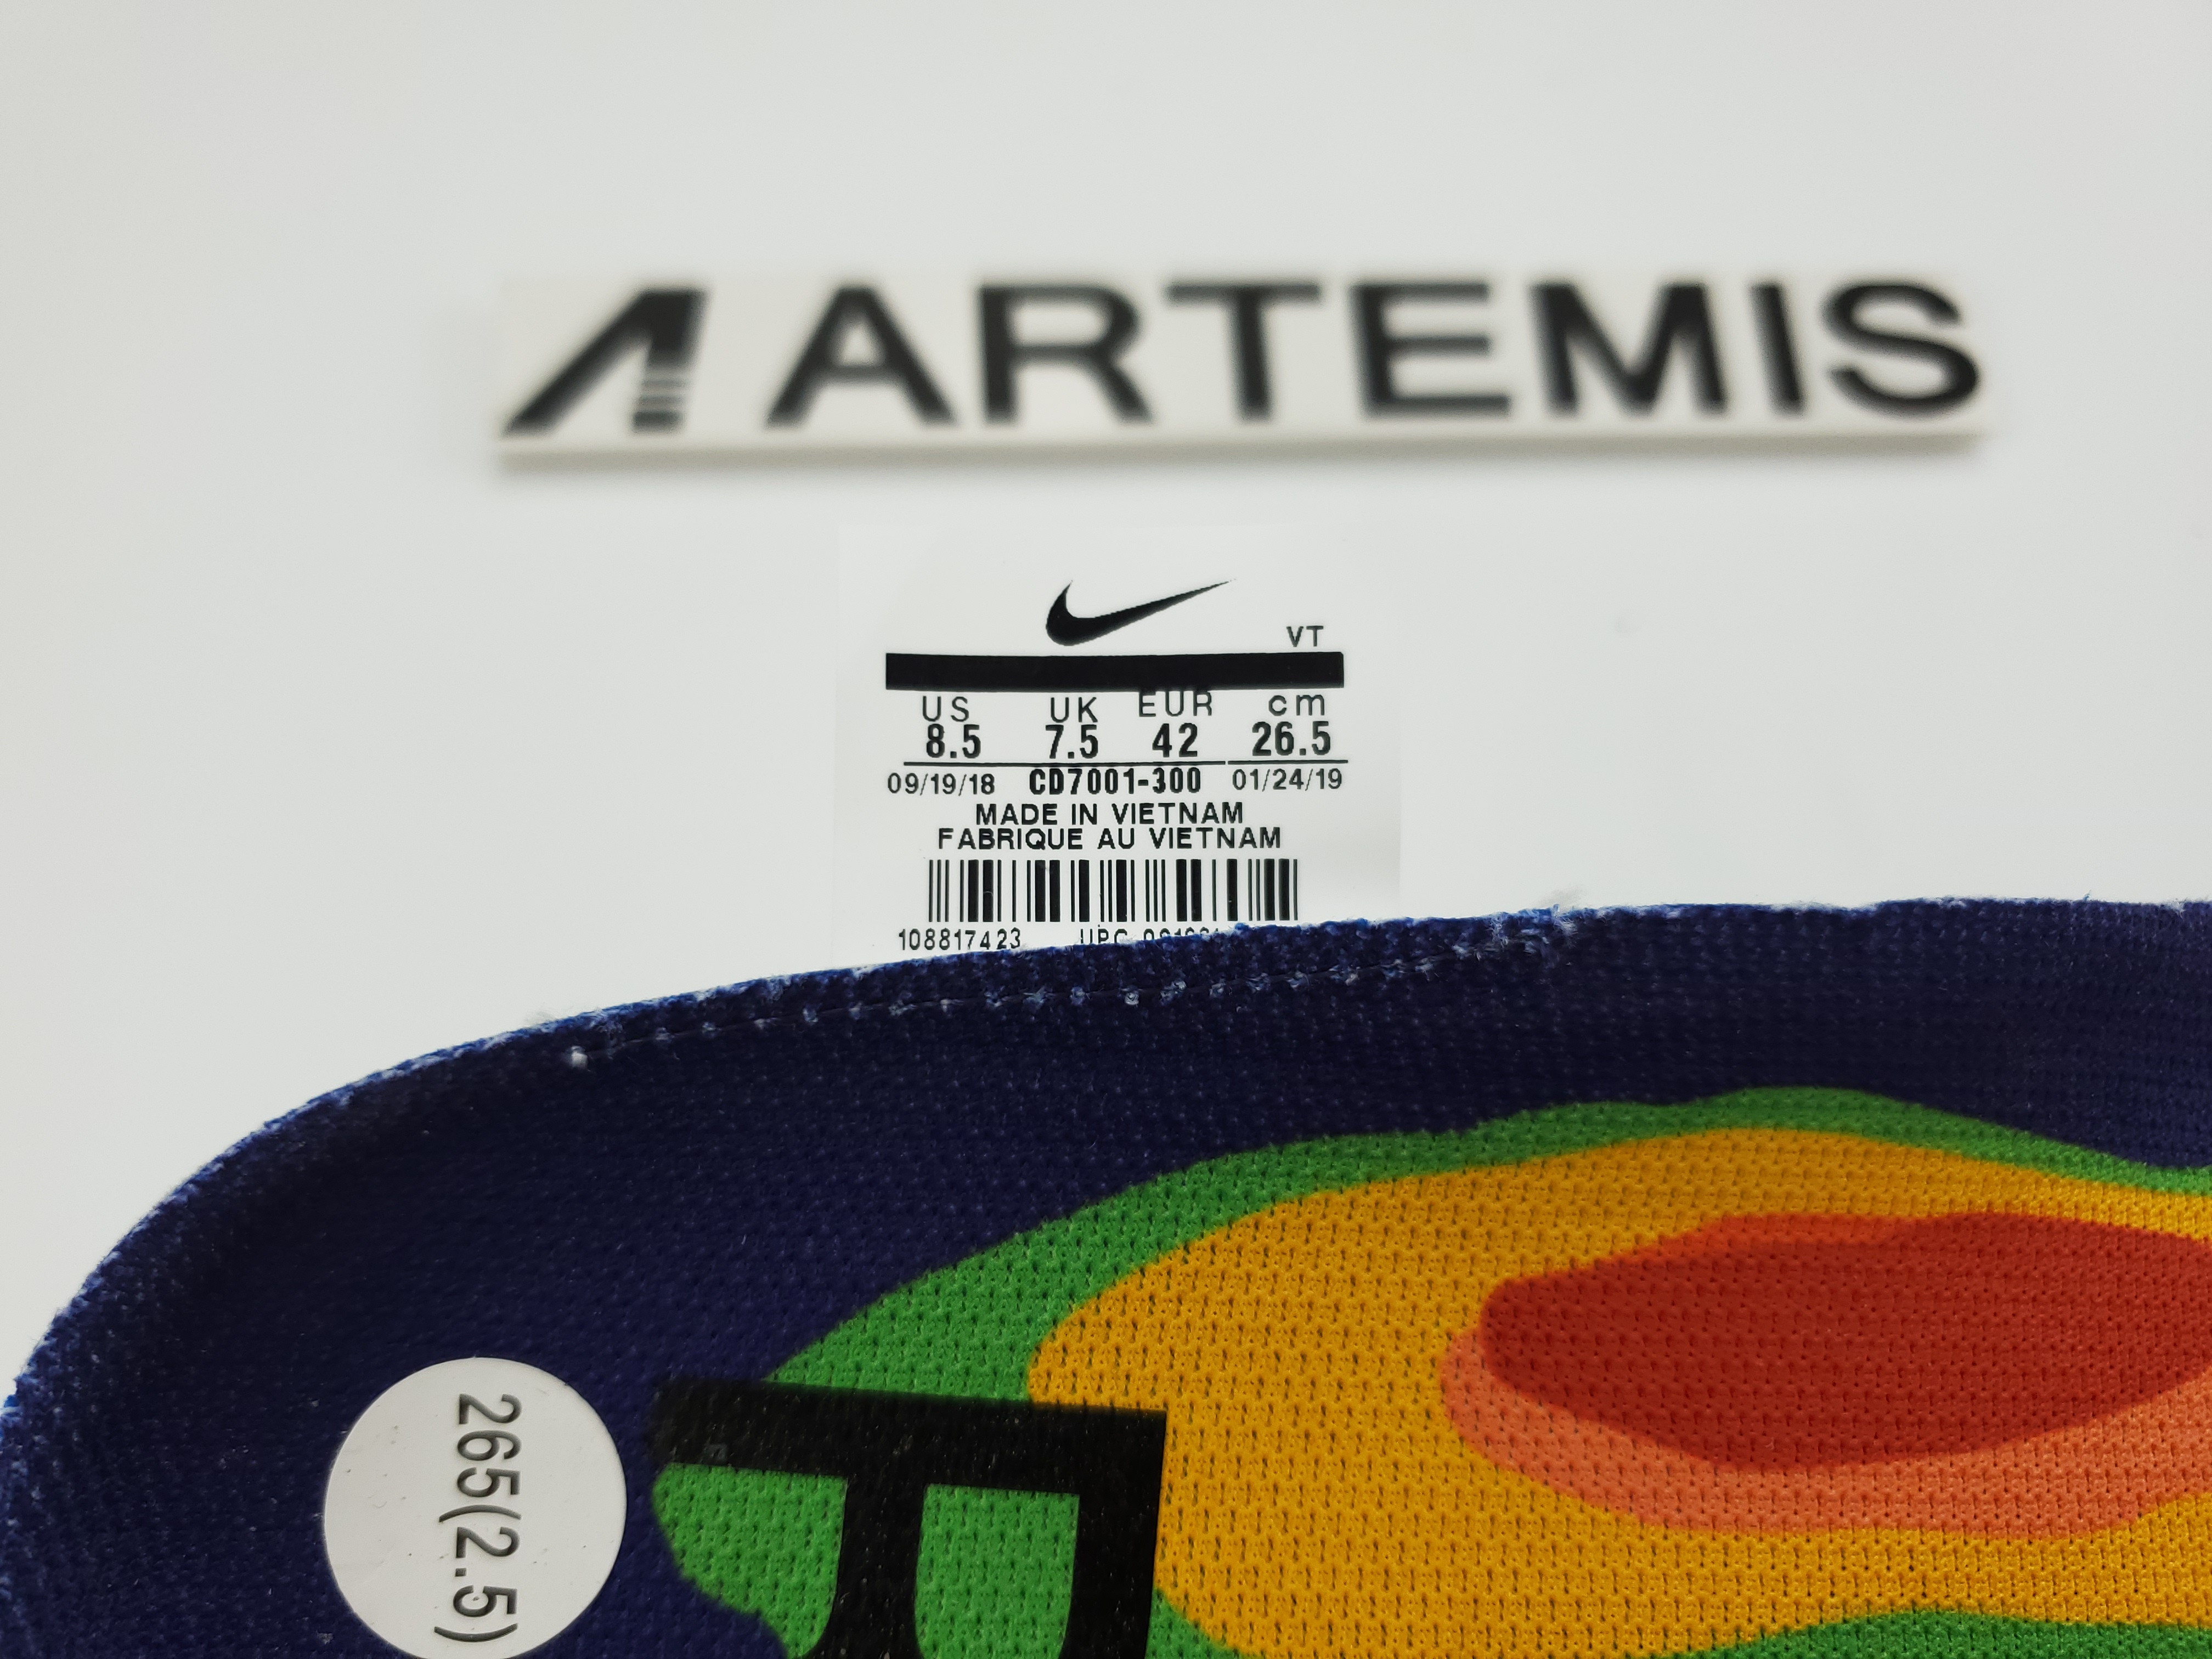 ARTEMIS
VT
US UK EUR cm
8.5 7.5 42 26.5
09/19/18 CD7001-300 01/24/19
MADE IN VIETNAM
FABRIQUE AU VIETNAM
108817423 UPC
265(2.5)
R